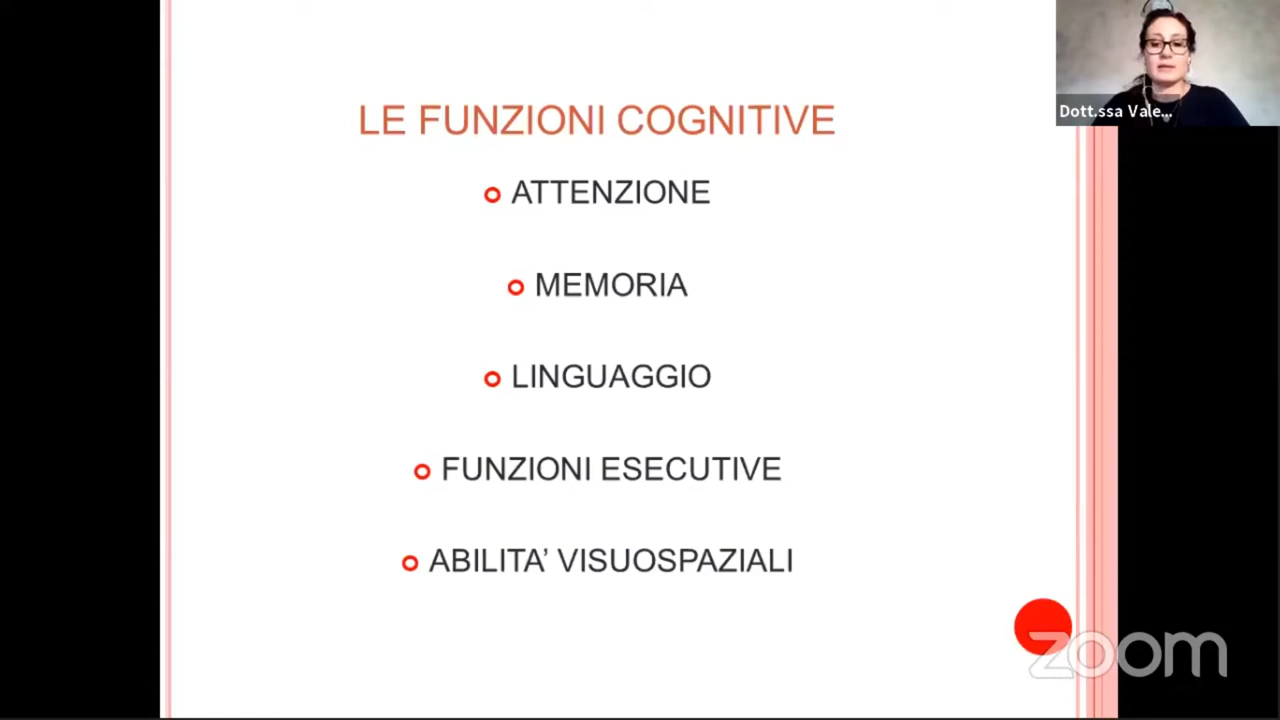 Dott.ssa Vale...
LE FUNZIONI COGNITIVE
ATTENZIONE
MEMORIA
LINGUAGGIO
FUNZIONI ESECUTIVE
ABILITA’ VISUOSPAZIALI
zoom